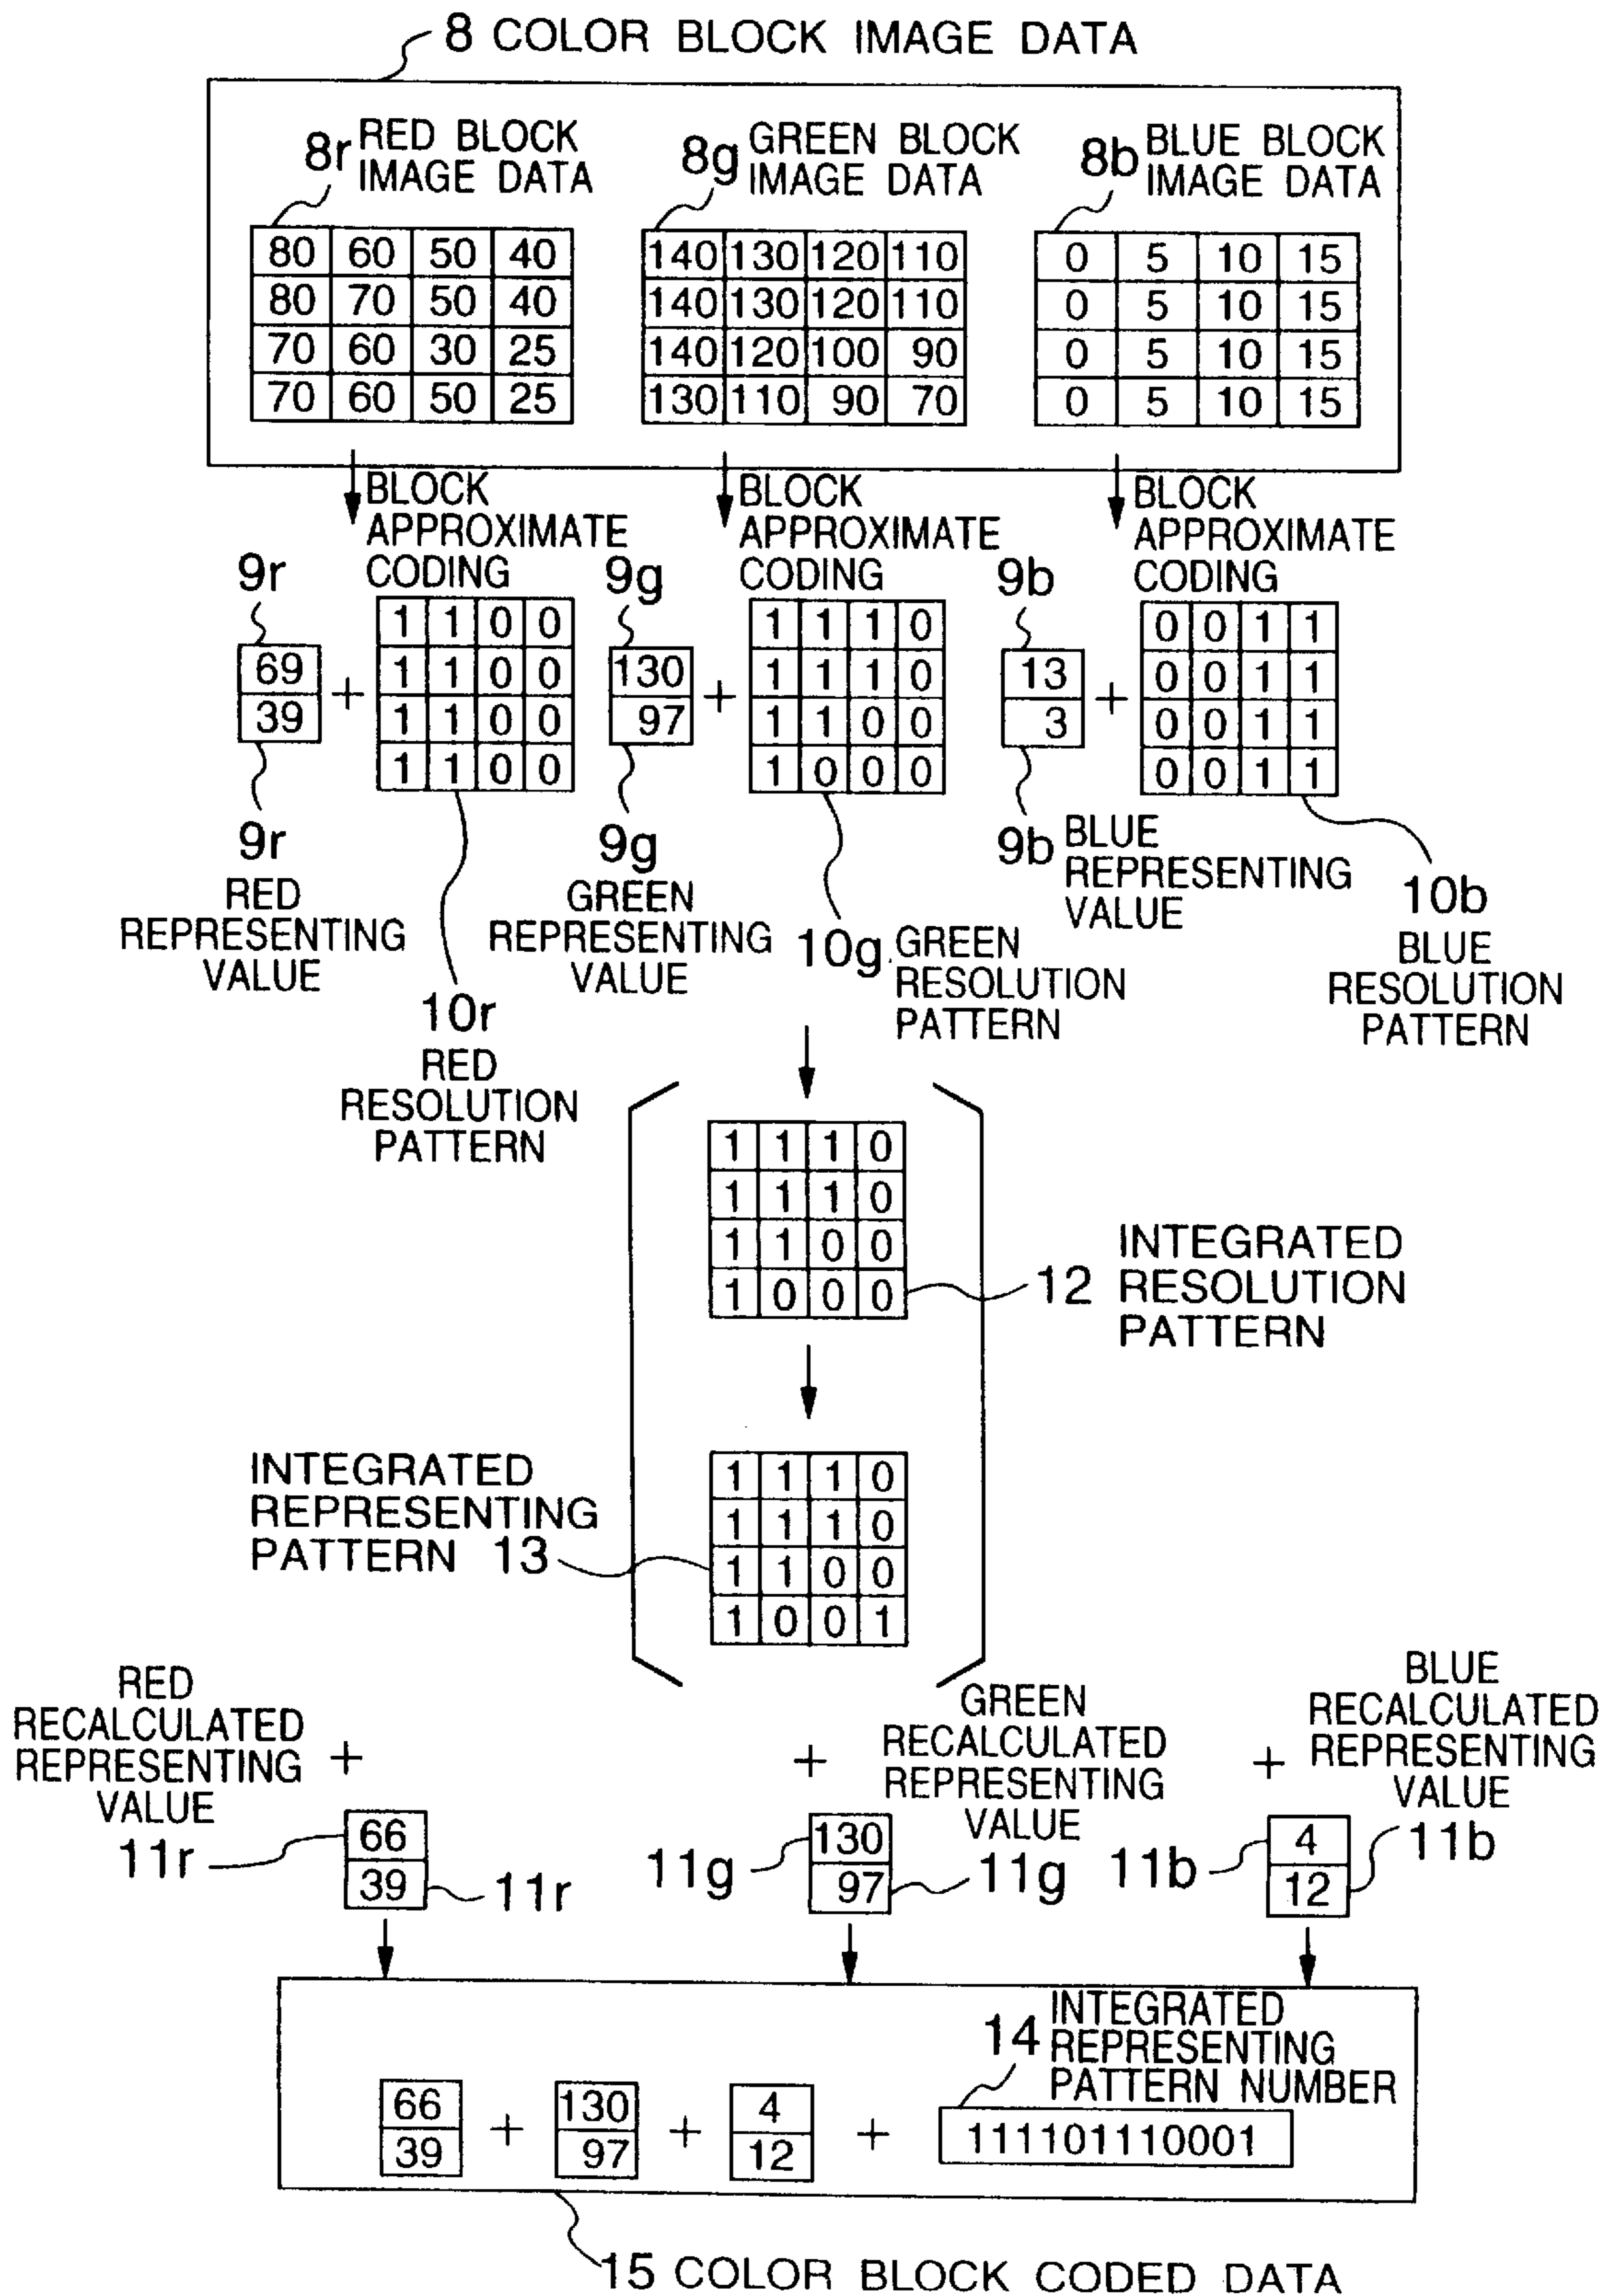 8 COLOR BLOCK IMAGE DATA
8r RED BLOCK IMAGE DATA
8g GREEN BLOCK IMAGE DATA
8b BLUE BLOCK IMAGE DATA
80 60 50 40 140 130 120 110 0 5 10 15
80 70 50 40 140 130 120 110 0 5 10 15
70 60 30 25 140 120 100 90 0 5 10 15
70 60 50 25 130 110 90 70 0 5 10 15
BLOCK APPROXIMATE CODING
BLOCK APPROXIMATE CODING
BLOCK APPROXIMATE CODING
9r
69
39
+
1 1 0 0
1 1 0 0
1 1 0 0
1 1 0 0
9g
130
97
+
1 1 1 0
1 1 1 0
1 1 0 0
1 0 0 0
9b
13
3
+
0 0 1 1
0 0 1 1
0 0 1 1
0 0 1 1
9r
RED
REPRESENTING
VALUE
10r
RED
RESOLUTION
PATTERN
9g
GREEN
REPRESENTING
VALUE
10g GREEN
RESOLUTION
PATTERN
9b BLUE
REPRESENTING
VALUE
10b
BLUE
RESOLUTION
PATTERN
1 1 1 0
1 1 1 0
1 1 0 0
1 0 0 0
12 INTEGRATED
RESOLUTION
PATTERN
INTEGRATED
REPRESENTING
PATTERN 13
1 1 1 0
1 1 1 0
1 1 0 0
1 0 0 1
RED
RECALCULATED
REPRESENTING
VALUE
+
11r
66
39
11r
+
GREEN
RECALCULATED
REPRESENTING
VALUE
11g
130
97
11g
+
BLUE
RECALCULATED
REPRESENTING
VALUE
11b
4
12
11b
14 INTEGRATED
REPRESENTING
PATTERN NUMBER
66 130 4
+ + + 111101110001
39 97 12
15 COLOR BLOCK CODED DATA